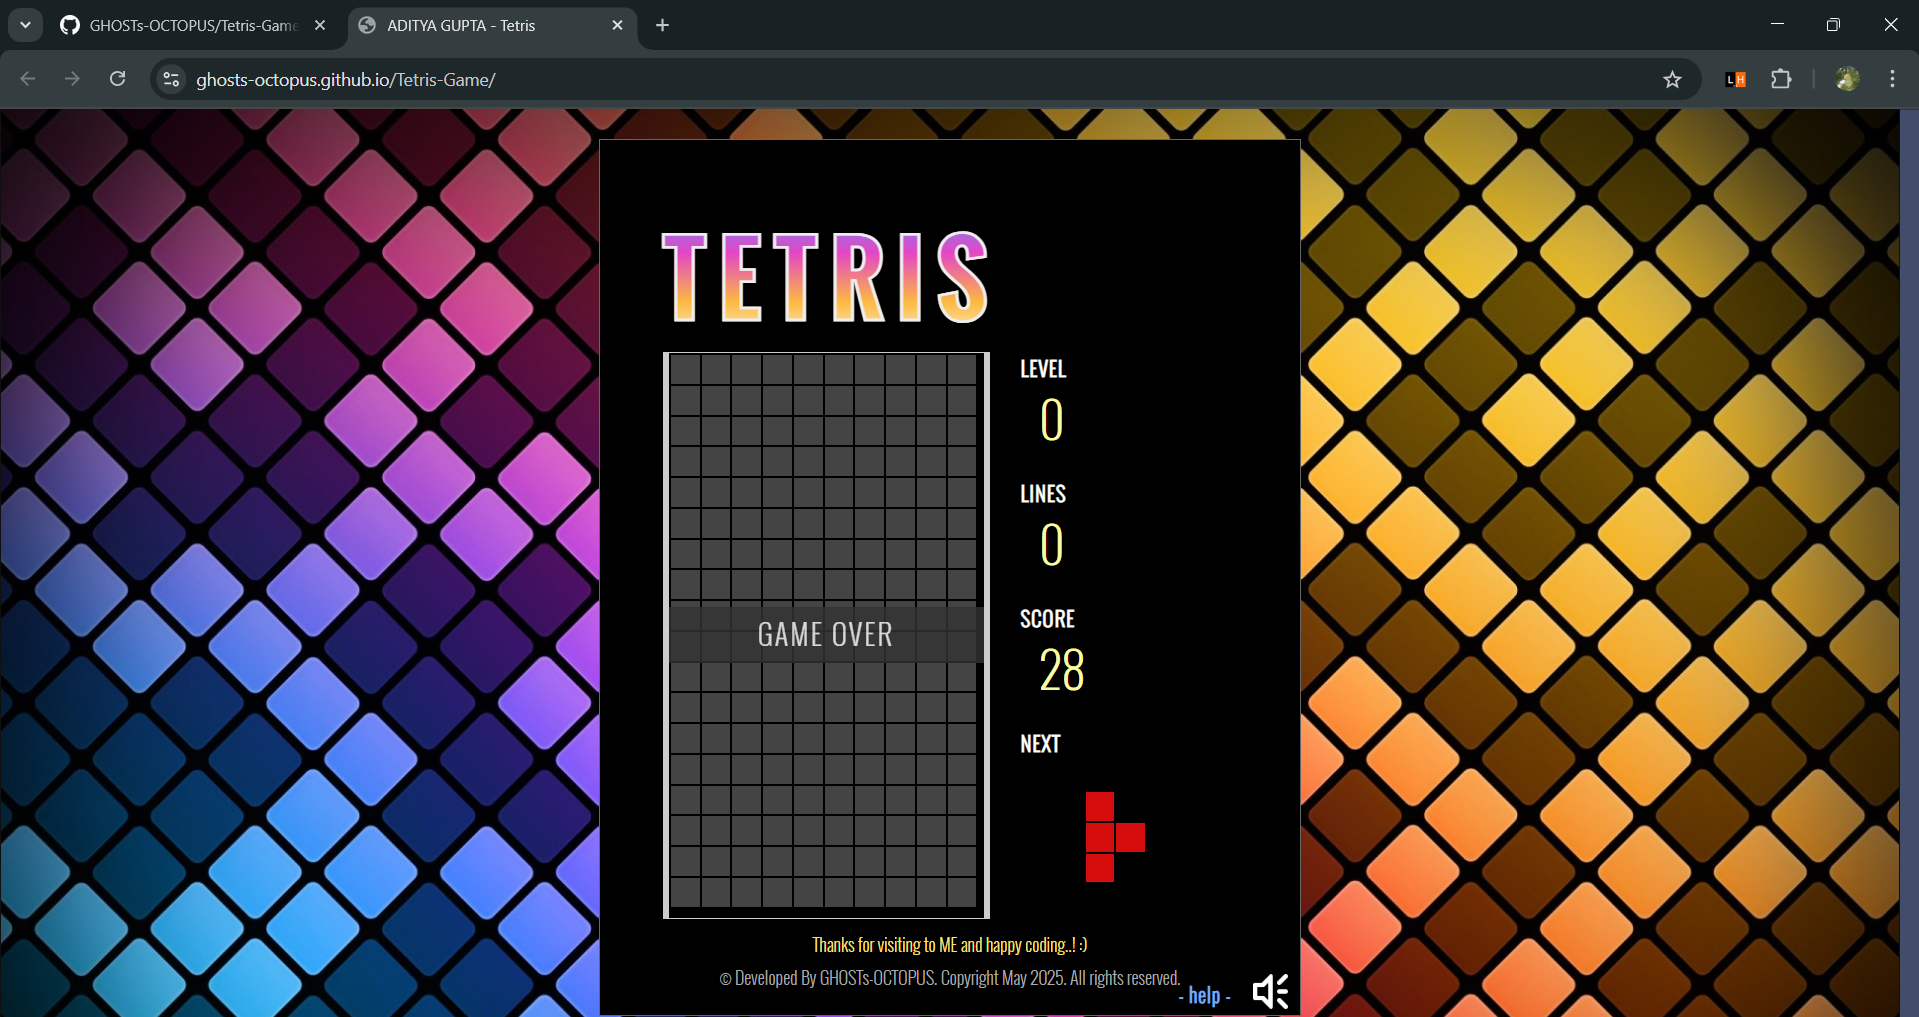 GHOSTs-OCTOPUS/Tetris-Game
ADITYA GUPTA - Tetris
ghosts-octopus.github.io/Tetris-Game/
LH
TETRIS
LEVEL
0
LINES
0
SCORE
28
NEXT
GAME OVER
Thanks for visiting to ME and happy coding..! :)
© Developed By GHOSTs-OCTOPUS. Copyright May 2025. All rights reserved.
- help -